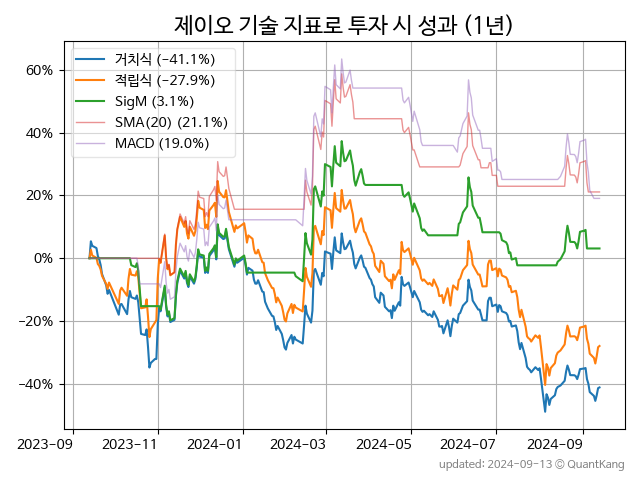 제이오 기술 지표로 투자 시 성과 (1년)
거치식 (−41.1%)
적립식 (−27.9%)
SigM (3.1%)
SMA(20) (21.1%)
MACD (19.0%)
60%
40%
20%
0%
−20%
−40%
2023-09 2023-11 2024-01 2024-03 2024-05 2024-07 2024-09
updated: 2024-09-13 © QuantKang